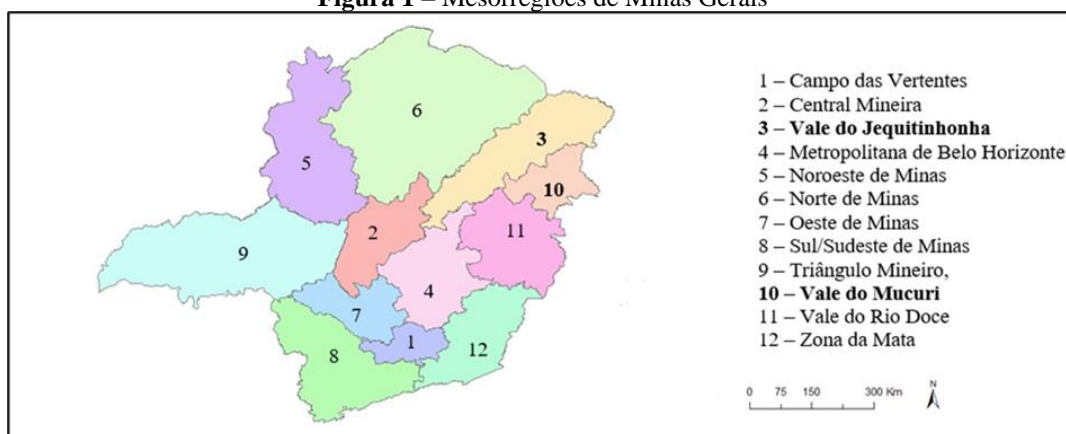 Figura 1 – Mesorregiões de Minas Gerais
6
3
5
10
2
11
9
4
7
1
12
8
1 – Campo das Vertentes
2 – Central Mineira
3 – Vale do Jequitinhonha
4 – Metropolitana de Belo Horizonte
5 – Noroeste de Minas
6 – Norte de Minas
7 – Oeste de Minas
8 – Sul/Sudeste de Minas
9 – Triângulo Mineiro,
10 – Vale do Mucuri
11 – Vale do Rio Doce
12 – Zona da Mata
0 75 150 300 Km
N